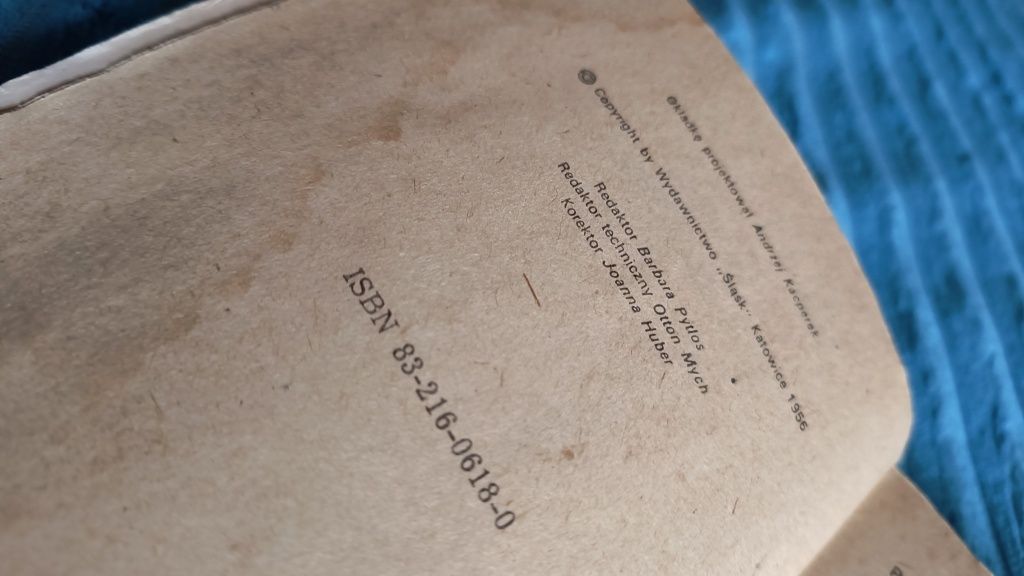 Okładkę projektował Andrzej
© Copyright by Wydawnictwo „Śląsk” Katowice 1986
Redaktor Barbara Pytlos
Redaktor techniczny Otton Mych
Korektor Joanna Huber
ISBN 83-216-0618-0